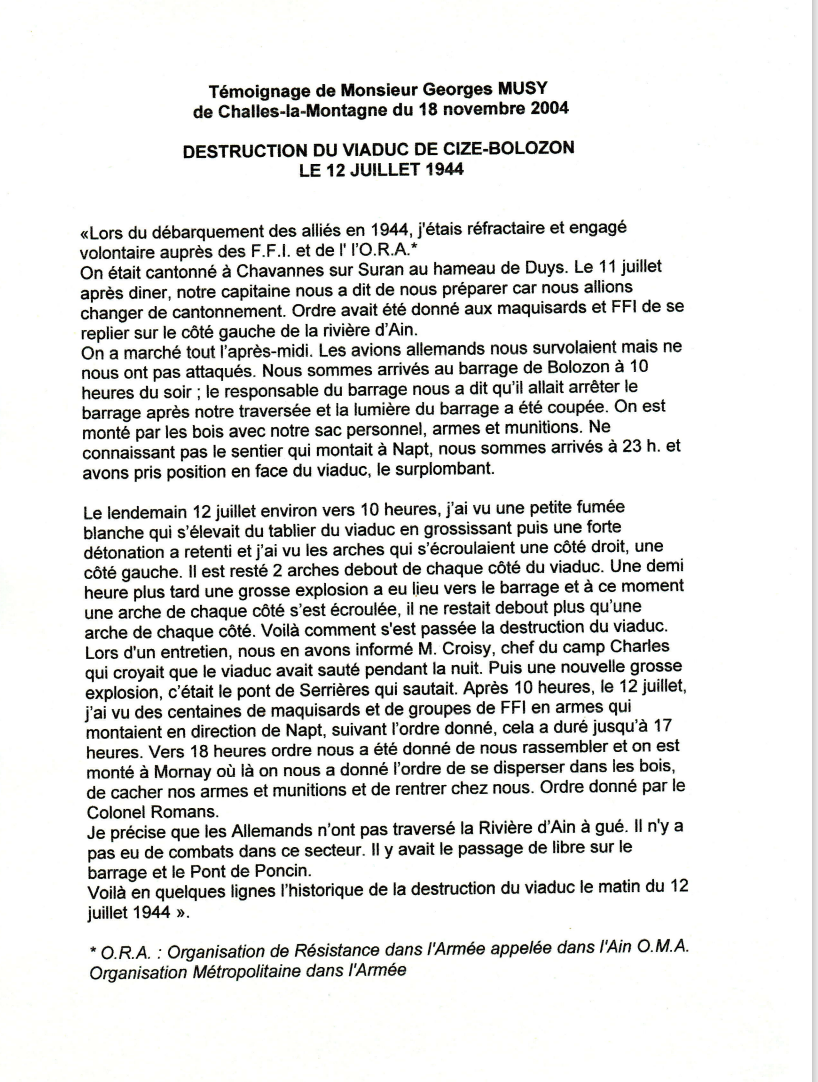 Témoignage de Monsieur Georges MUSY
de Challes-la-Montagne du 18 novembre 2004
DESTRUCTION DU VIADUC DE CIZE-BOLOZON
LE 12 JUILLET 1944
«Lors du débarquement des alliés en 1944, j'étais réfractaire et engagé
volontaire auprès des F.F.I. et de l' l'O.R.A.*
On était cantonné à Chavannes sur Suran au hameau de Duys. Le 11 juillet
après diner, notre capitaine nous a dit de nous préparer car nous allions
changer de cantonnement. Ordre avait été donné aux maquisards et FFI de se
replier sur le côté gauche de la rivière d'Ain.
On a marché tout l'après-midi. Les avions allemands nous survolaient mais ne
nous ont pas attaqués. Nous sommes arrivés au barrage de Bolozon à 10
heures du soir ; le responsable du barrage nous a dit qu'il allait arrêter le
barrage après notre traversée et la lumière du barrage a été coupée. On est
monté par les bois avec notre sac personnel, armes et munitions. Ne
connaissant pas le sentier qui montait à Napt, nous sommes arrivés à 23 h. et
avons pris position en face du viaduc, le surplombant.
Le lendemain 12 juillet environ vers 10 heures, j'ai vu une petite fumée
blanche qui s'élevait du tablier du viaduc en grossissant puis une forte
détonation a retenti et j'ai vu les arches qui s'écroulaient une côté droit, une
côté gauche. Il est resté 2 arches debout de chaque côté du viaduc. Une demi
heure plus tard une grosse explosion a eu lieu vers le barrage et à ce moment
une arche de chaque côté s'est écroulée, il ne restait debout plus qu'une
arche de chaque côté. Voilà comment s'est passée la destruction du viaduc.
Lors d'un entretien, nous en avons informé M. Croisy, chef du camp Charles
qui croyait que le viaduc avait sauté pendant la nuit. Puis une nouvelle grosse
explosion, c'était le pont de Serrières qui sautait. Après 10 heures, le 12 juillet,
j'ai vu des centaines de maquisards et de groupes de FFI en armes qui
montaient en direction de Napt, suivant l'ordre donné, cela a duré jusqu'à 17
heures. Vers 18 heures ordre nous a été donné de nous rassembler et on est
monté à Mornay où là on nous a donné l'ordre de se disperser dans les bois,
de cacher nos armes et munitions et de rentrer chez nous. Ordre donné par le
Colonel Romans.
Je précise que les Allemands n'ont pas traversé la Rivière d'Ain à gué. Il n'y a
pas eu de combats dans ce secteur. Il y avait le passage de libre sur le
barrage et le Pont de Poncin.
Voilà en quelques lignes l'historique de la destruction du viaduc le matin du 12
juillet 1944 ».
* O.R.A. : Organisation de Résistance dans l'Armée appelée dans l'Ain O.M.A.
Organisation Métropolitaine dans l'Armée